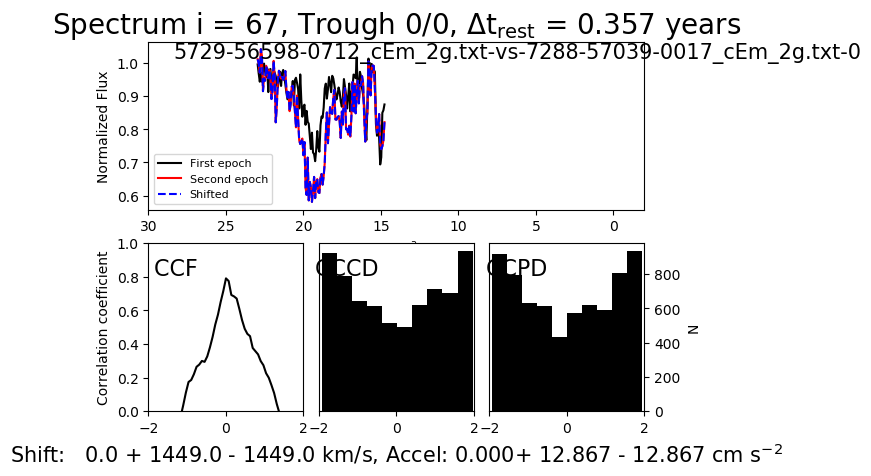 Spectrum i = 67, Trough 0/0, Δt_rest = 0.357 years
5729-56598-0712_cEm_2g.txt-vs-7288-57039-0017_cEm_2g.txt-0
Normalized Flux
1.0
0.9
0.8
0.7
0.6
First epoch
Second epoch
Shifted
30 25 20 15 10 5 0
Correlation coefficient
1.0
0.8
0.6
0.4
0.2
0.0
CCF
CCCD
CCPD
800
600
400
200
0
N
−2 0 2 0 2 0 2
Shift: 0.0 + 1449.0 - 1449.0 km/s, Accel: 0.000+ 12.867 - 12.867 cm s⁻²